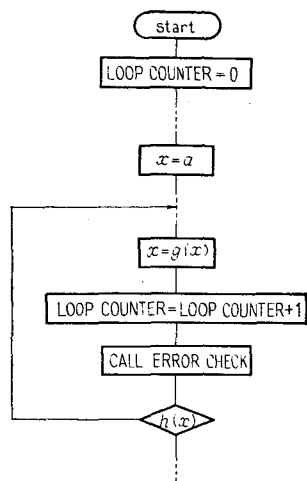 start
LOOP COUNTER = 0
x = a
x = g(x)
LOOP COUNTER=LOOP COUNTER+1
CALL ERROR CHECK
h(x)